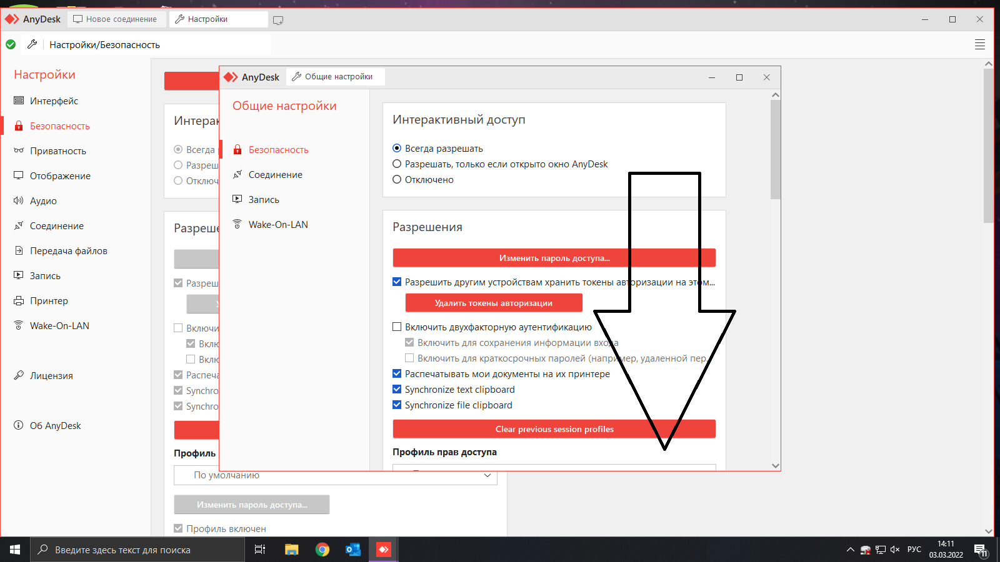 AnyDesk
Новое соединение
Настройки
Настройки/Безопасность
Настройки
Интерфейс
Безопасность
Приватность
Отображение
Аудио
Соединение
Передача файлов
Запись
Принтер
Wake-On-LAN
Лицензия
Об AnyDesk
Интерак
Всегда
Разреш
Отключ
Разреше
Разреш
Включи
Вклю
Вклю
Распеча
Synchro
Synchro
Профиль
По умолчанию
Изменить пароль доступа...
Профиль включен
AnyDesk
Общие настройки
Общие настройки
Безопасность
Соединение
Запись
Wake-On-LAN
Интерактивный доступ
Всегда разрешать
Разрешать, только если открыто окно AnyDesk
Отключено
Разрешения
Изменить пароль доступа...
Разрешить другим устройствам хранить токены авторизации на этом...
Удалить токены авторизации
Включить двухфакторную аутентификацию
Включить для сохранения информации входа
Включить для краткосрочных паролей (например, удаленной пер...
Распечатывать мои документы на их принтере
Synchronize text clipboard
Synchronize file clipboard
Clear previous session profiles
Профиль прав доступа
Введите здесь текст для поиска
РУС
14:11
03.03.2022
11